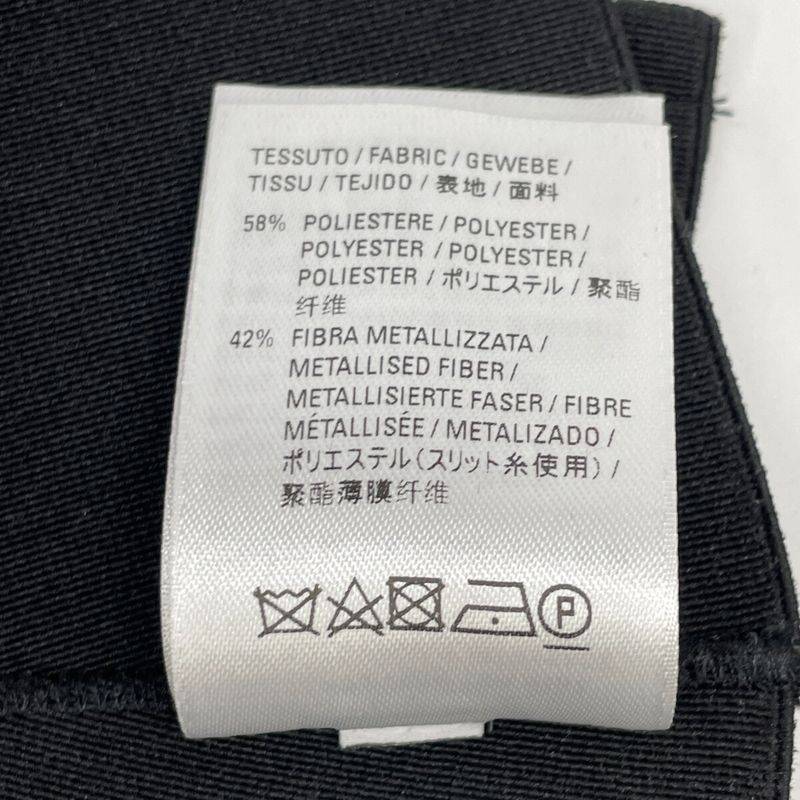 TESSUTO / FABRIC / GEWEBE /
TISSU / TEJIDO / 表地 / 面料
58% POLIESTERE / POLYESTER /
POLYESTER / POLYESTER /
POLIESTER / ポリエステル / 聚酯
纤维
42% FIBRA METALLIZZATA /
METALLISED FIBER /
METALLISIERTE FASER / FIBRE
MÉTALLISÉE / METALIZADO /
ポリエステル(スリット糸使用) /
聚酯薄膜纤维
P